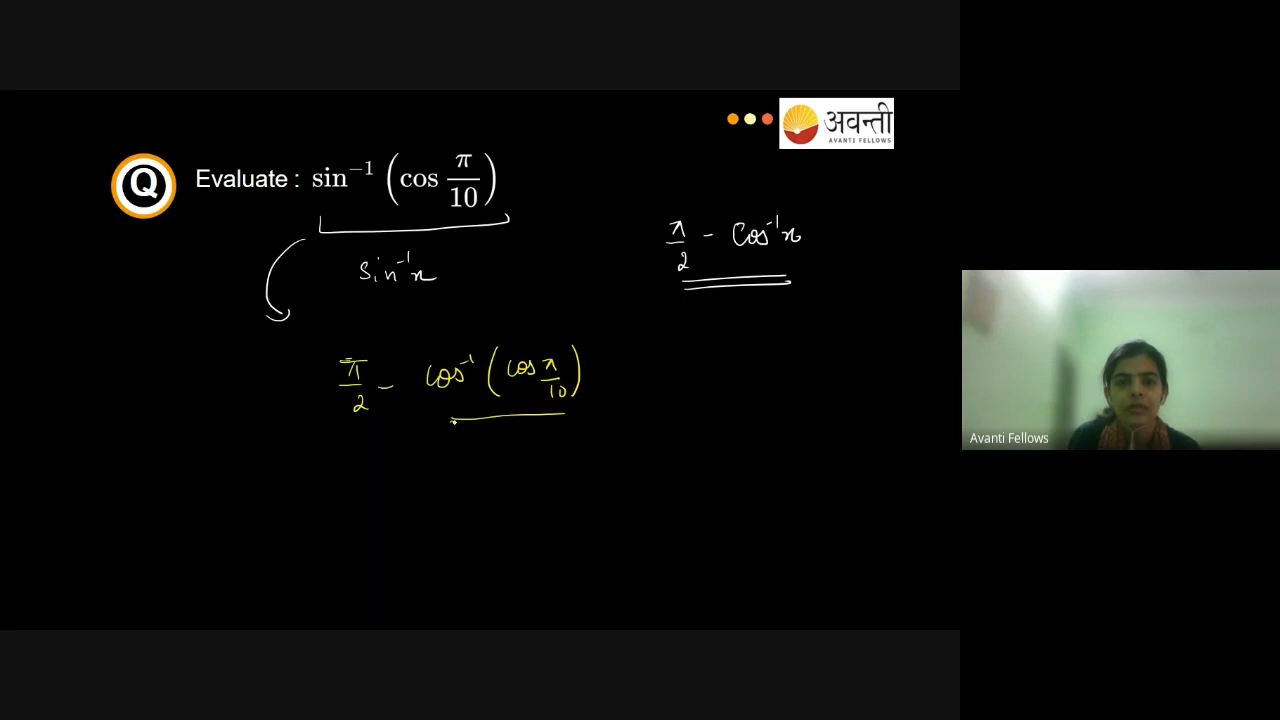 अवन्ती
AVANTI FELLOWS
Q Evaluate : sin⁻¹ (cos π/10)
π/2 - Cos⁻¹x
Sin⁻¹x
π/2 - cos⁻¹ (cos π/10)
Avanti Fellows